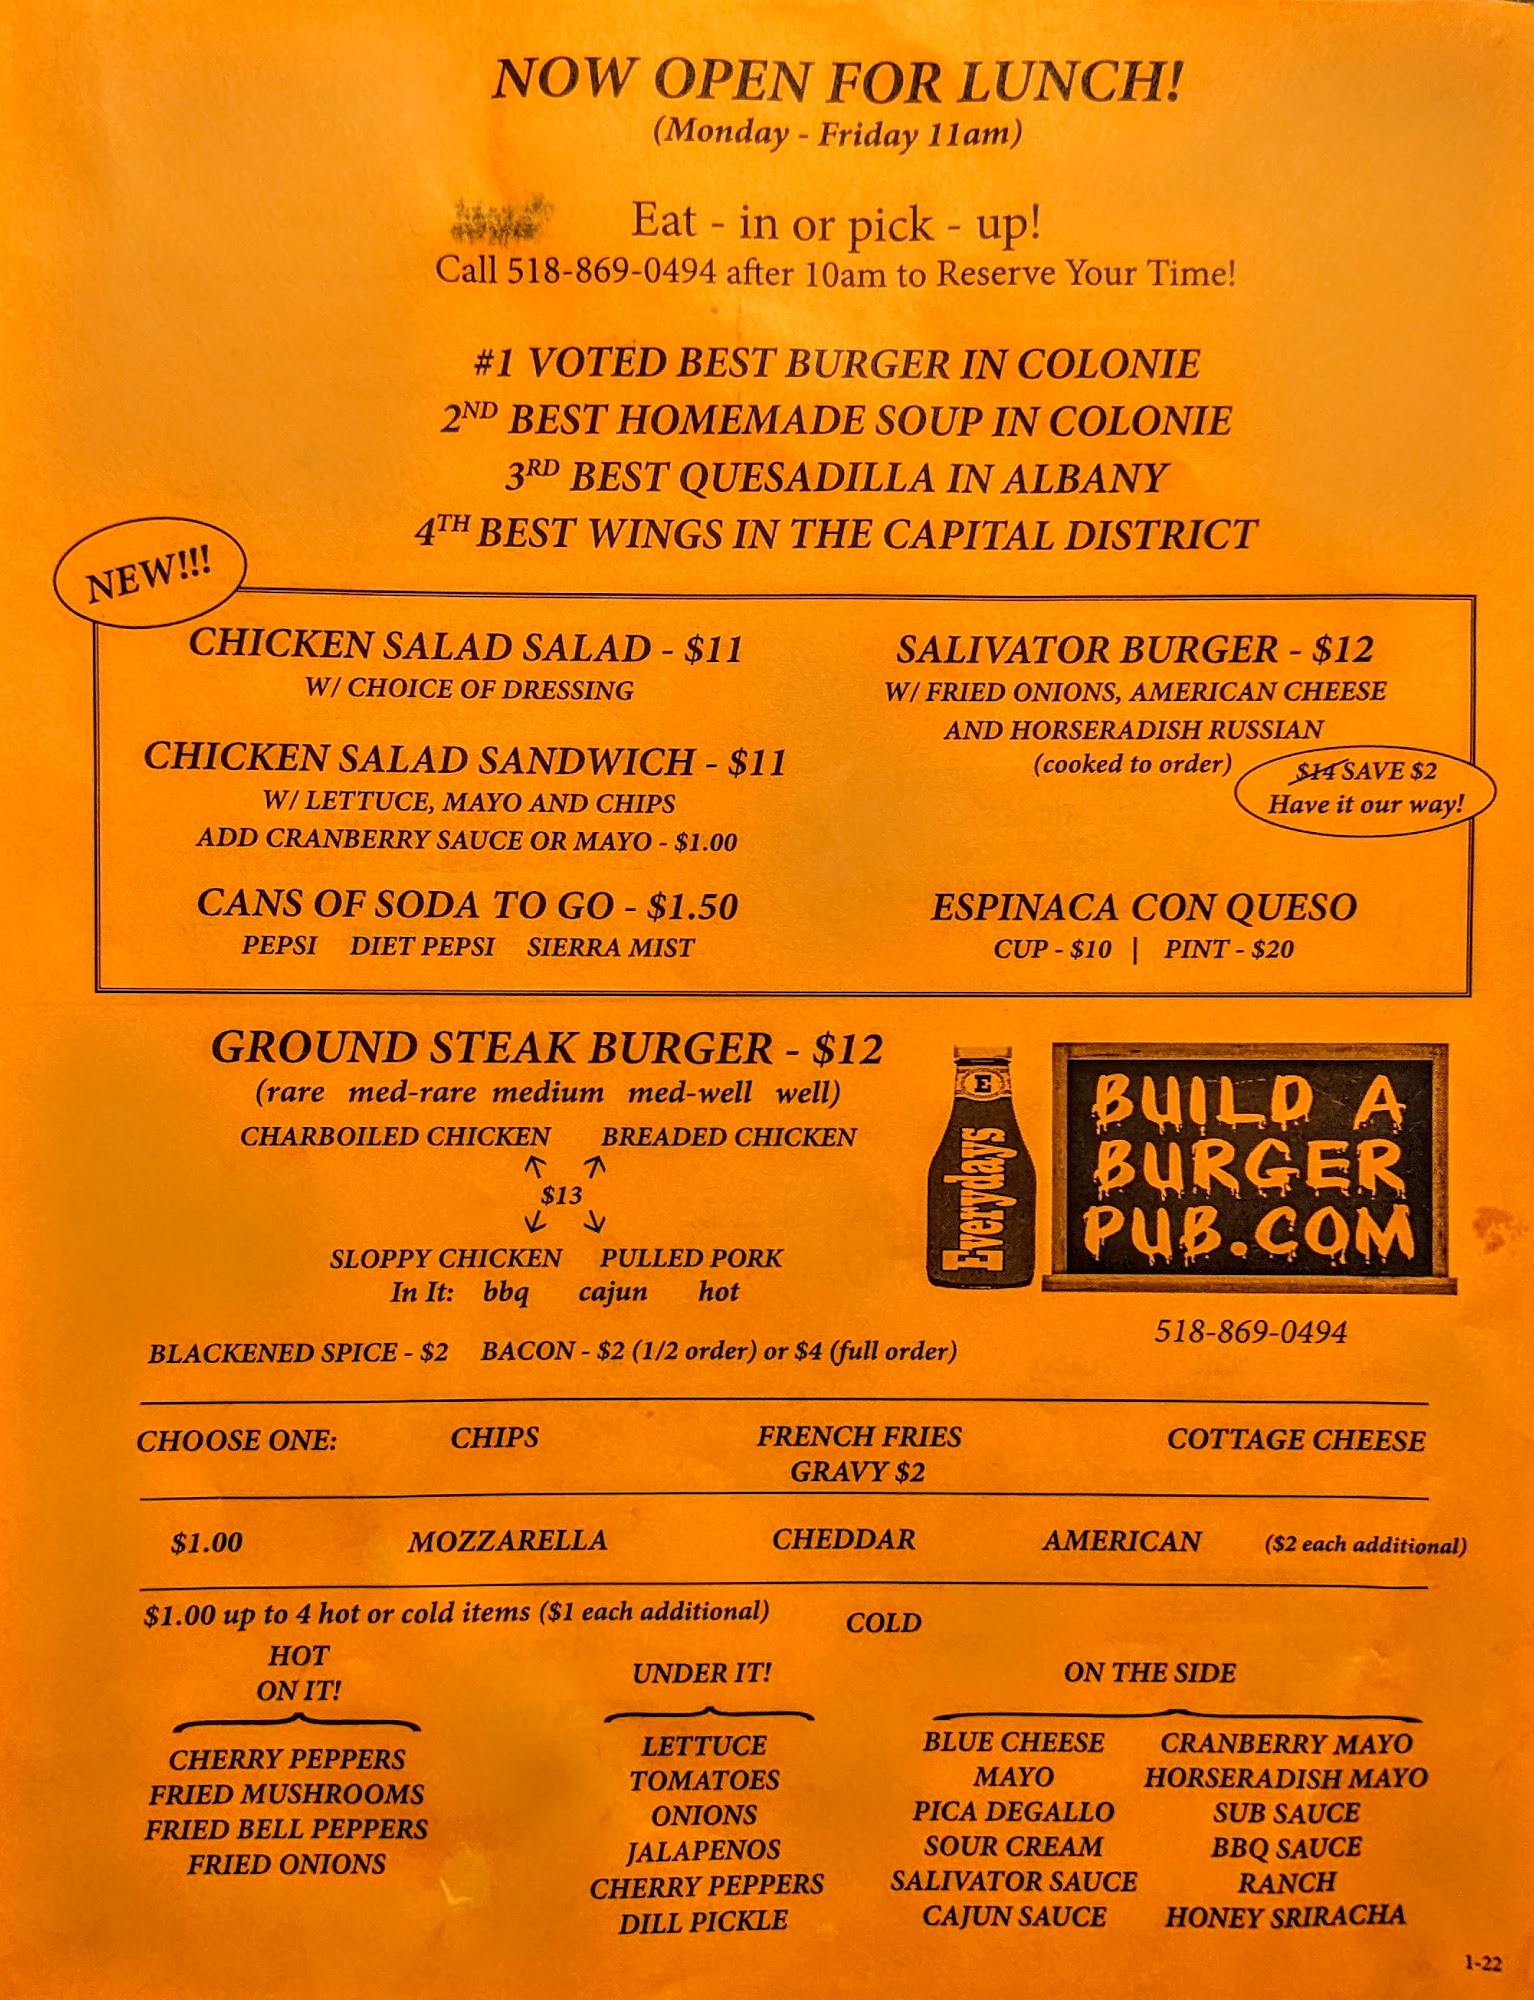 NOW OPEN FOR LUNCH!
(Monday - Friday 11am)
Eat - in or pick - up!
Call 518-869-0494 after 10am to Reserve Your Time!
#1 VOTED BEST BURGER IN COLONIE
2ND BEST HOMEMADE SOUP IN COLONIE
3RD BEST QUESADILLA IN ALBANY
4TH BEST WINGS IN THE CAPITAL DISTRICT
NEW!!!
CHICKEN SALAD SALAD - $11
W/ CHOICE OF DRESSING
CHICKEN SALAD SANDWICH - $11
W/ LETTUCE, MAYO AND CHIPS
ADD CRANBERRY SAUCE OR MAYO - $1.00
CANS OF SODA TO GO - $1.50
PEPSI DIET PEPSI SIERRA MIST
SALIVATOR BURGER - $12
W/ FRIED ONIONS, AMERICAN CHEESE
AND HORSERADISH RUSSIAN
(cooked to order)
$14 SAVE $2
Have it our way!
ESPINACA CON QUESO
CUP - $10 | PINT - $20
GROUND STEAK BURGER - $12
(rare med-rare medium med-well well)
CHARBOILED CHICKEN BREADED CHICKEN
$13
SLOPPY CHICKEN PULLED PORK
In It: bbq cajun hot
BLACKENED SPICE - $2 BACON - $2 (1/2 order) or $4 (full order)
E
Everydays
BUILD A
BURGER
PUB.COM
518-869-0494
CHOOSE ONE: CHIPS FRENCH FRIES COTTAGE CHEESE
GRAVY $2
$1.00 MOZZARELLA CHEDDAR AMERICAN ($2 each additional)
$1.00 up to 4 hot or cold items ($1 each additional)
COLD
HOT
ON IT!
CHERRY PEPPERS
FRIED MUSHROOMS
FRIED BELL PEPPERS
FRIED ONIONS
UNDER IT!
LETTUCE
TOMATOES
ONIONS
JALAPENOS
CHERRY PEPPERS
DILL PICKLE
ON THE SIDE
BLUE CHEESE
MAYO
PICA DEGALLO
SOUR CREAM
SALIVATOR SAUCE
CAJUN SAUCE
CRANBERRY MAYO
HORSERADISH MAYO
SUB SAUCE
BBQ SAUCE
RANCH
HONEY SRIRACHA
1-22